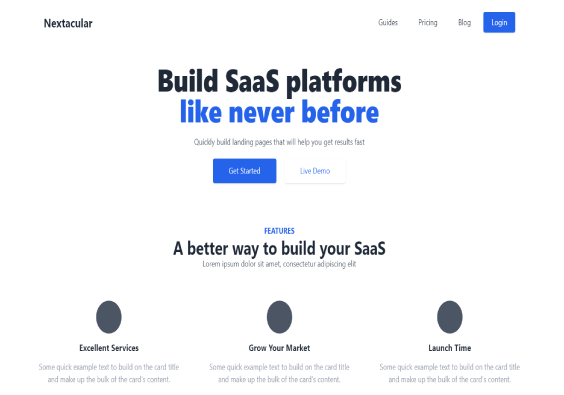 Nextacular
Guides Pricing Blog Login
Build SaaS platforms
like never before
Quickly build landing pages that will help you get results fast
Get Started Live Demo
FEATURES
A better way to build your SaaS
Lorem ipsum dolor sit amet, consectetur adipiscing elit
Excellent Services Grow Your Market Launch Time
Some quick example text to build on the card title Some quick example text to build on the card title Some quick example text to build on the card title
and make up the bulk of the card's content. and make up the bulk of the card's content. and make up the bulk of the card's content.